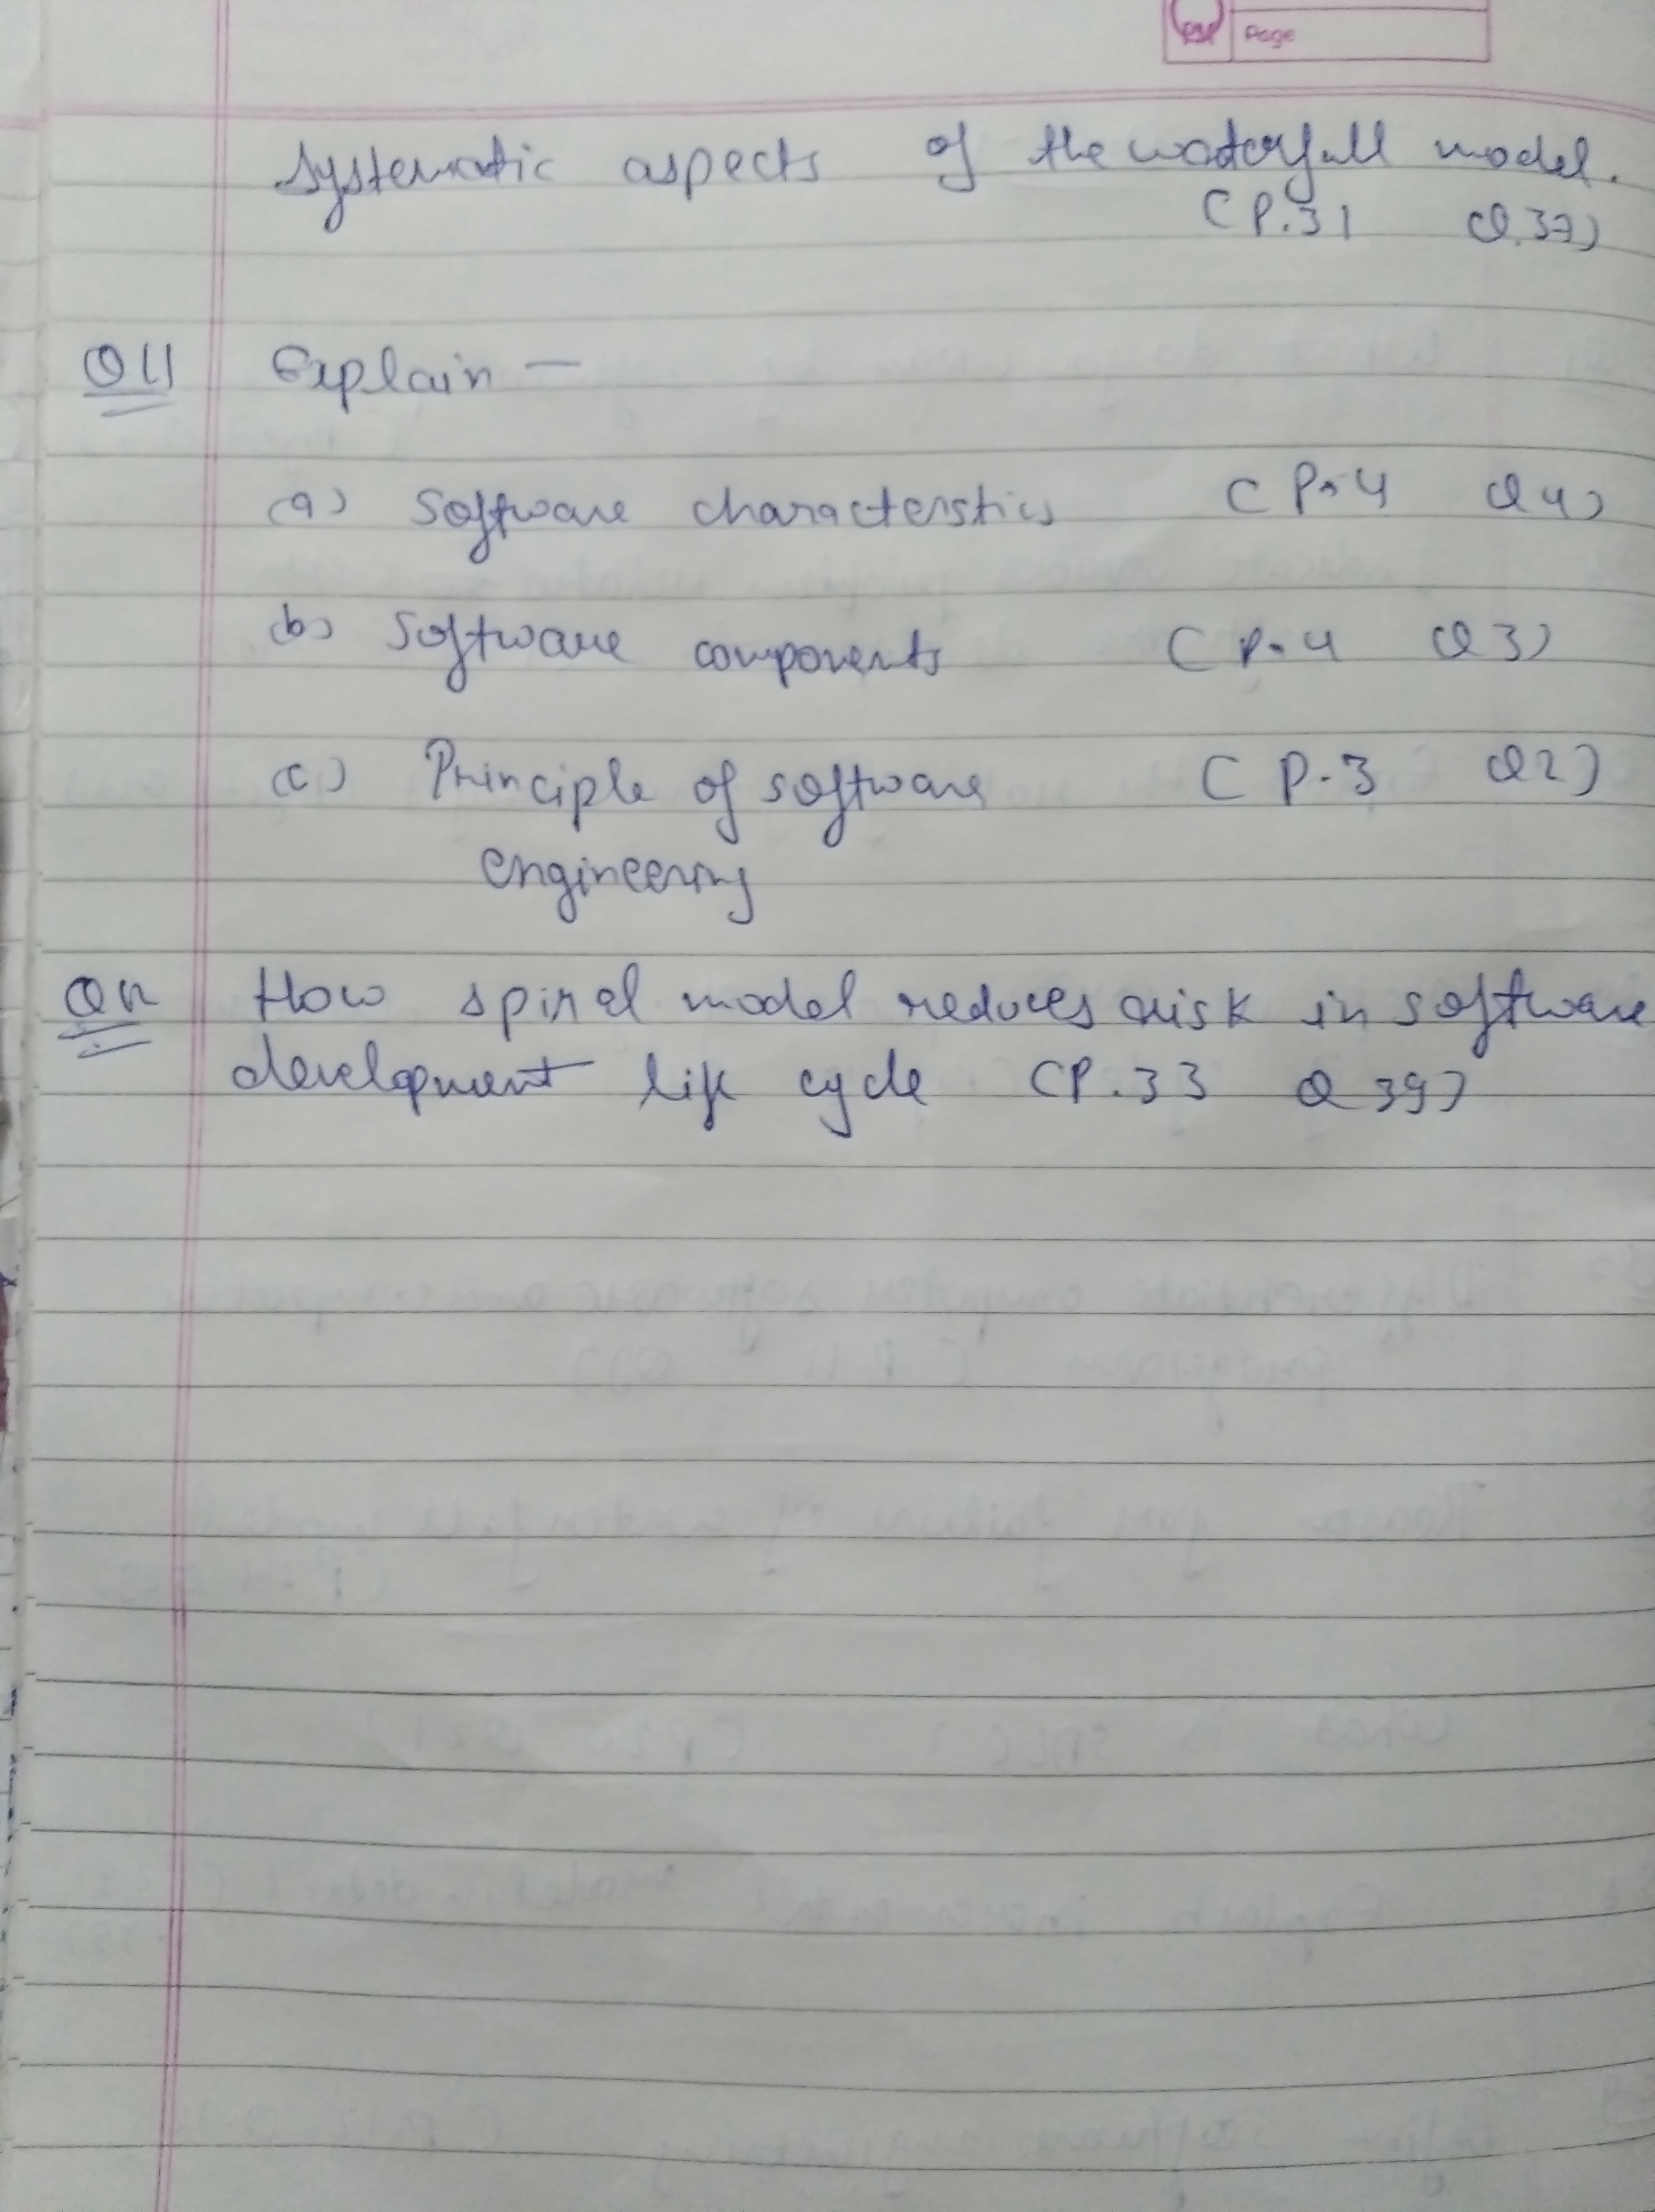 Page
Systematic aspects of the waterfall model.
(P.31 Q.37)
Q11 Explain —
(a) Software characterstics (P.4 Q4)
(b) Software components (P.4 Q3)
(c) Principle of software (P.3 Q2)
engineering
Q12 How spiral model reduces risk in software
development life cycle (P.33 Q39)